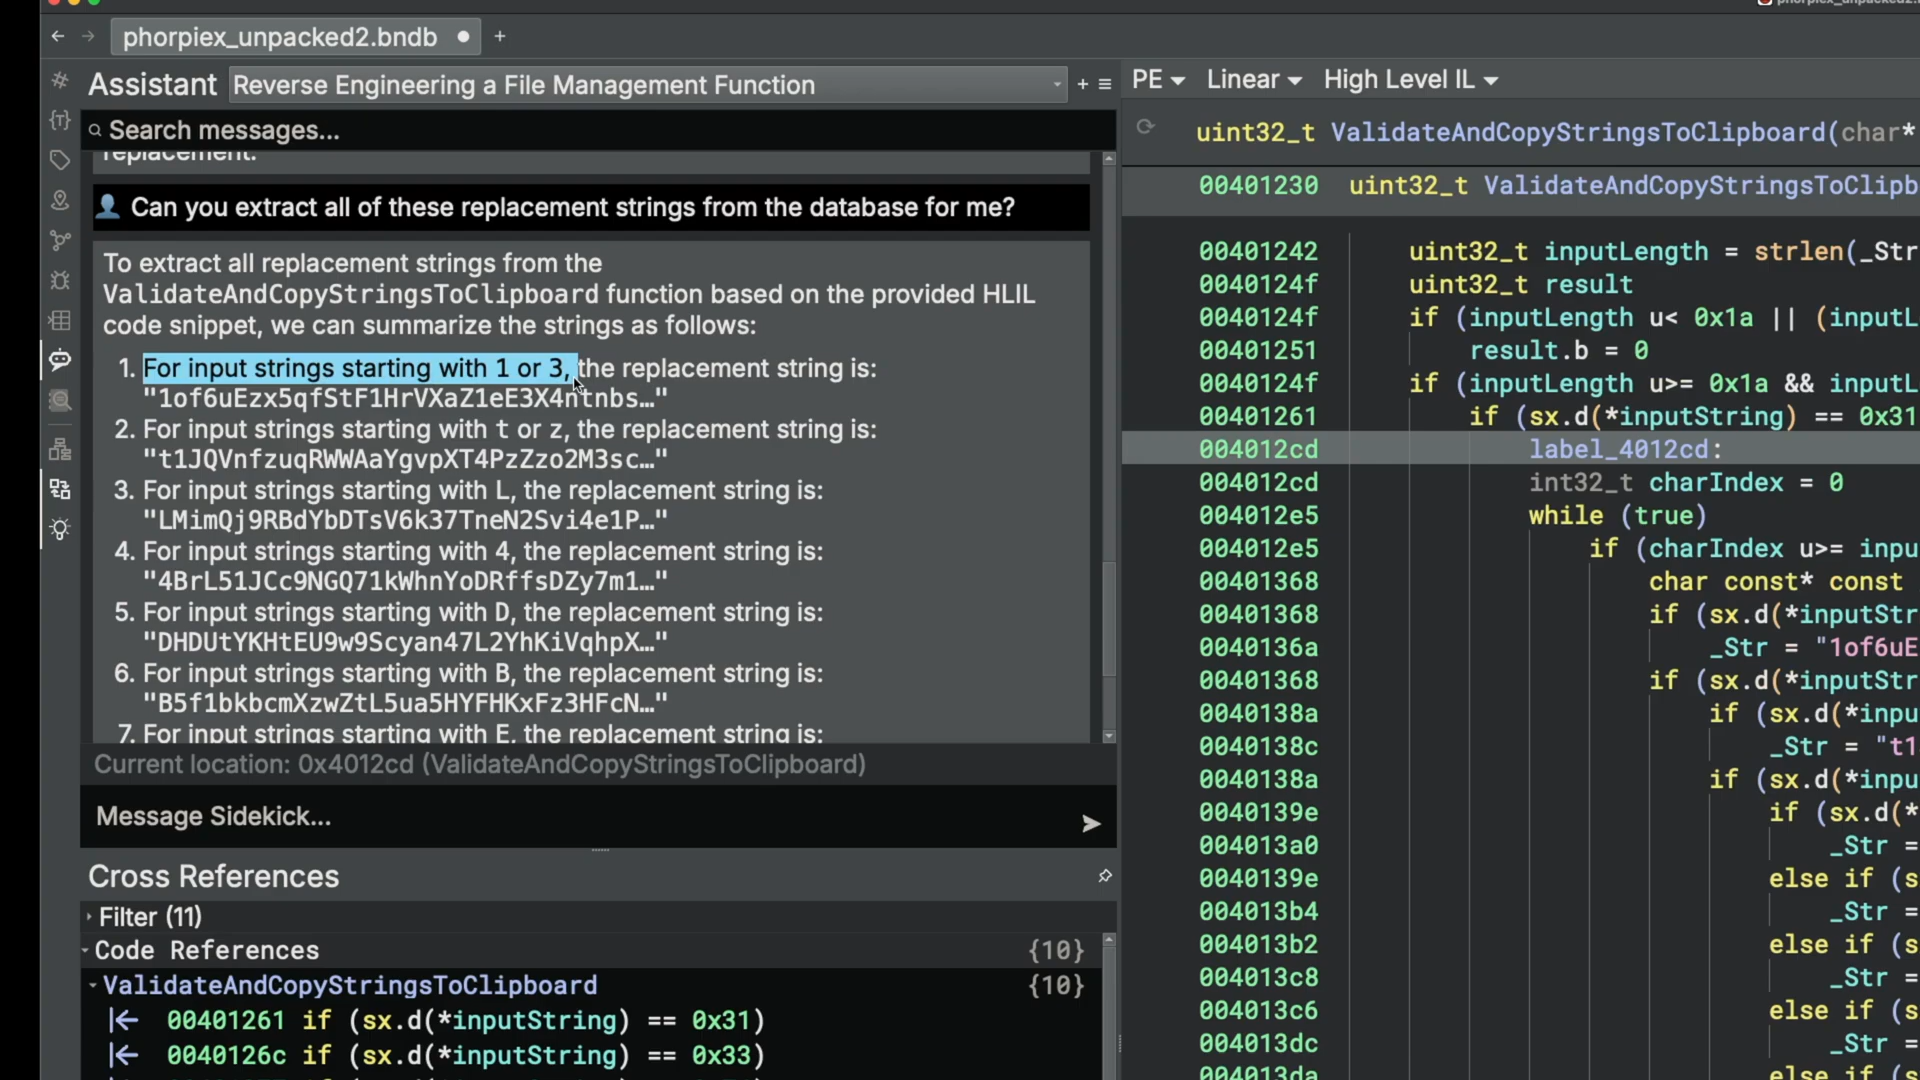 phorpiex_unpacked2.bndb
Assistant
Reverse Engineering a File Management Function
Search messages...
replacement.
Can you extract all of these replacement strings from the database for me?
To extract all replacement strings from the
ValidateAndCopyStringsToClipboard function based on the provided HLIL
code snippet, we can summarize the strings as follows:
1. For input strings starting with 1 or 3, the replacement string is:
"1of6uEzx5qfStF1HrVXaZ1eE3X4ntnbs…"
2. For input strings starting with t or z, the replacement string is:
"t1JQVnfzuqRWWAaYgvpXT4PzZzo2M3sc…"
3. For input strings starting with L, the replacement string is:
"LMimQj9RBdYbDTsV6k37TneN2Svi4e1P…"
4. For input strings starting with 4, the replacement string is:
"4BrL51JCc9NGQ71kWhnYoDRffsDZy7m1…"
5. For input strings starting with D, the replacement string is:
"DHDUtYKHtEU9w9Scyan47L2YhKiVqhpX…"
6. For input strings starting with B, the replacement string is:
"B5f1bkbcmXzwZtL5ua5HYFHKxFz3HFcN…"
7. For input strings starting with E, the replacement string is:
Current location: 0x4012cd (ValidateAndCopyStringsToClipboard)
Message Sidekick...
Cross References
Filter (11)
Code References {10}
ValidateAndCopyStringsToClipboard {10}
00401261 if (sx.d(*inputString) == 0x31)
0040126c if (sx.d(*inputString) == 0x33)
PE Linear High Level IL
uint32_t ValidateAndCopyStringsToClipboard(char*
00401230 uint32_t ValidateAndCopyStringsToClipb
00401242 uint32_t inputLength = strlen(_Str
0040124f uint32_t result
0040124f if (inputLength u< 0x1a || (inputL
00401251 result.b = 0
0040124f if (inputLength u>= 0x1a && inputL
00401261 if (sx.d(*inputString) == 0x31
004012cd label_4012cd:
004012cd int32_t charIndex = 0
004012e5 while (true)
004012e5 if (charIndex u>= inpu
00401368 char const* const
00401368 if (sx.d(*inputStr
0040136a _Str = "1of6uE
00401368 if (sx.d(*inputStr
0040138a if (sx.d(*inpu
0040138c _Str = "t1
0040138a if (sx.d(*inpu
0040139e if (sx.d(*
004013a0 _Str =
0040139e else if (s
004013b4 _Str =
004013b2 else if (s
004013c8 _Str =
004013c6 else if (s
004013dc _Str =
004013da else if (s